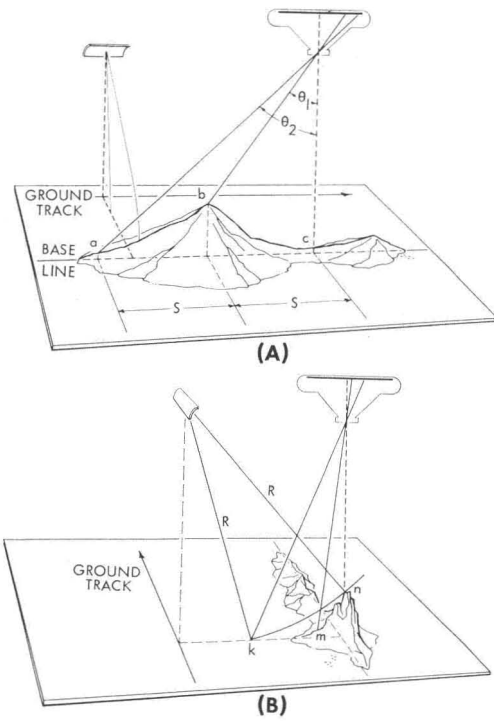 θ₁
θ₂
GROUND
TRACK
b
a
BASE
LINE
c
S
S
(A)
R
R
GROUND
TRACK
n
m
k
(B)